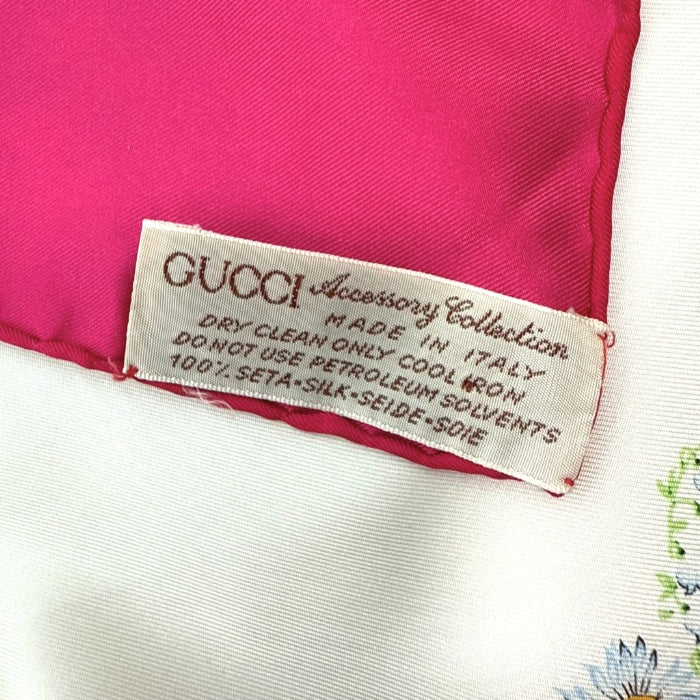 GUCCI Accessory Collection
MADE IN ITALY
DRY CLEAN ONLY COOL IRON
DO NOT USE PETROLEUM SOLVENTS
100% SETA-SILK-SEIDE-SOIE